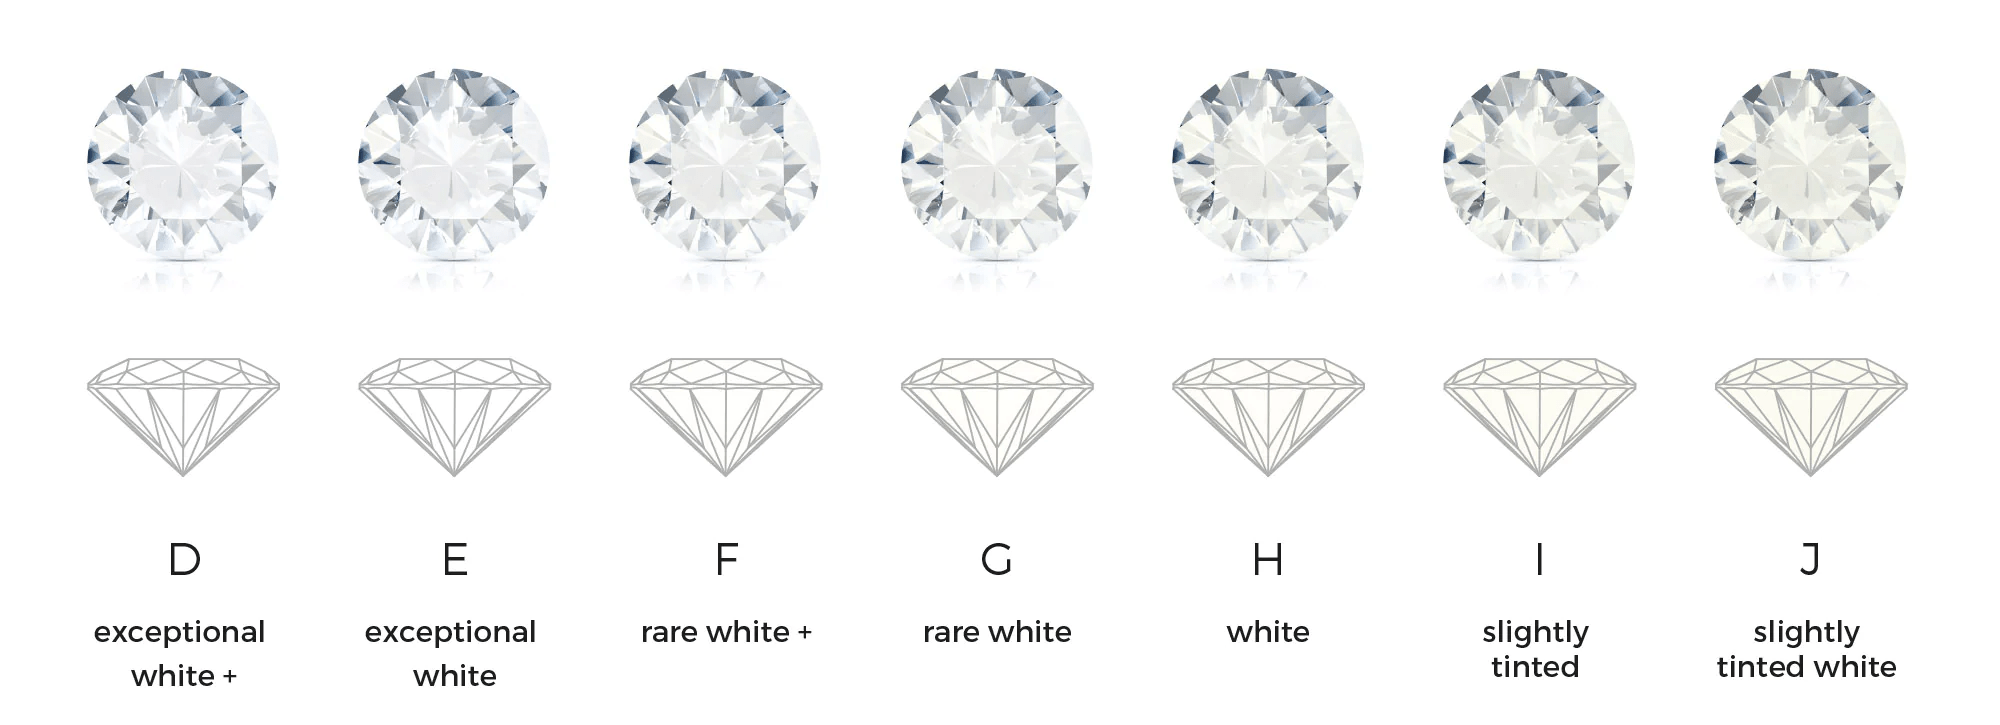 D E F G H I J
exceptional exceptional rare white + rare white white slightly slightly
white + white tinted tinted white